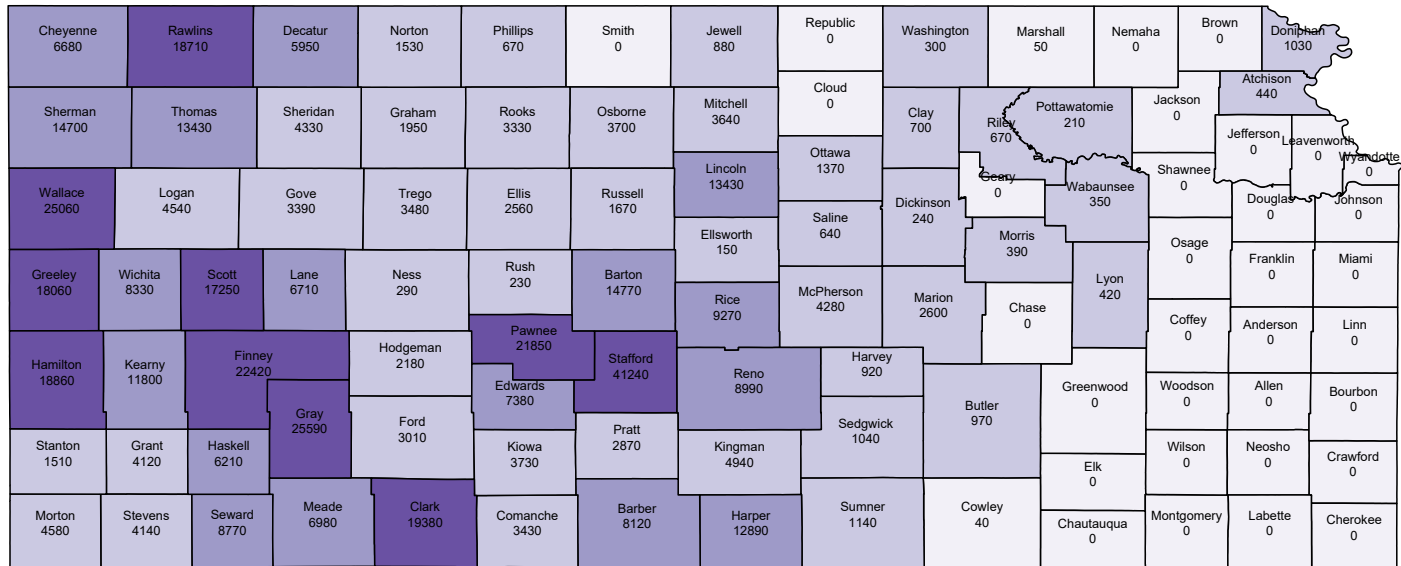 Cheyenne
6680
Rawlins
18710
Decatur
5950
Norton
1530
Phillips
670
Smith
0
Jewell
880
Republic
0
Washington
300
Marshall
50
Nemaha
0
Brown
0
Doniphan
1030
Sherman
14700
Thomas
13430
Sheridan
4330
Graham
1950
Rooks
3330
Osborne
3700
Mitchell
3640
Cloud
0
Clay
700
Riley
670
Pottawatomie
210
Jackson
0
Atchison
440
Jefferson
0
Leavenworth
0
Wyandotte
0
Wallace
25060
Logan
4540
Gove
3390
Trego
3480
Ellis
2560
Russell
1670
Lincoln
13430
Ottawa
1370
Saline
640
Dickinson
240
Geary
0
Wabaunsee
350
Shawnee
0
Douglas
0
Johnson
0
Ellsworth
150
Morris
390
Osage
0
Franklin
0
Miami
0
Greeley
18060
Wichita
8330
Scott
17250
Lane
6710
Ness
290
Rush
230
Barton
14770
Rice
9270
McPherson
4280
Marion
2600
Chase
0
Lyon
420
Coffey
0
Anderson
0
Linn
0
Hamilton
18860
Kearny
11800
Finney
22420
Hodgeman
2180
Pawnee
21850
Stafford
41240
Edwards
7380
Reno
8990
Harvey
920
Gray
25590
Ford
3010
Butler
970
Greenwood
0
Woodson
0
Allen
0
Bourbon
0
Stanton
1510
Grant
4120
Haskell
6210
Kiowa
3730
Pratt
2870
Kingman
4940
Sedgwick
1040
Elk
0
Wilson
0
Neosho
0
Crawford
0
Morton
4580
Stevens
4140
Seward
8770
Meade
6980
Clark
19380
Comanche
3430
Barber
8120
Harper
12890
Sumner
1140
Cowley
40
Chautauqua
0
Montgomery
0
Labette
0
Cherokee
0